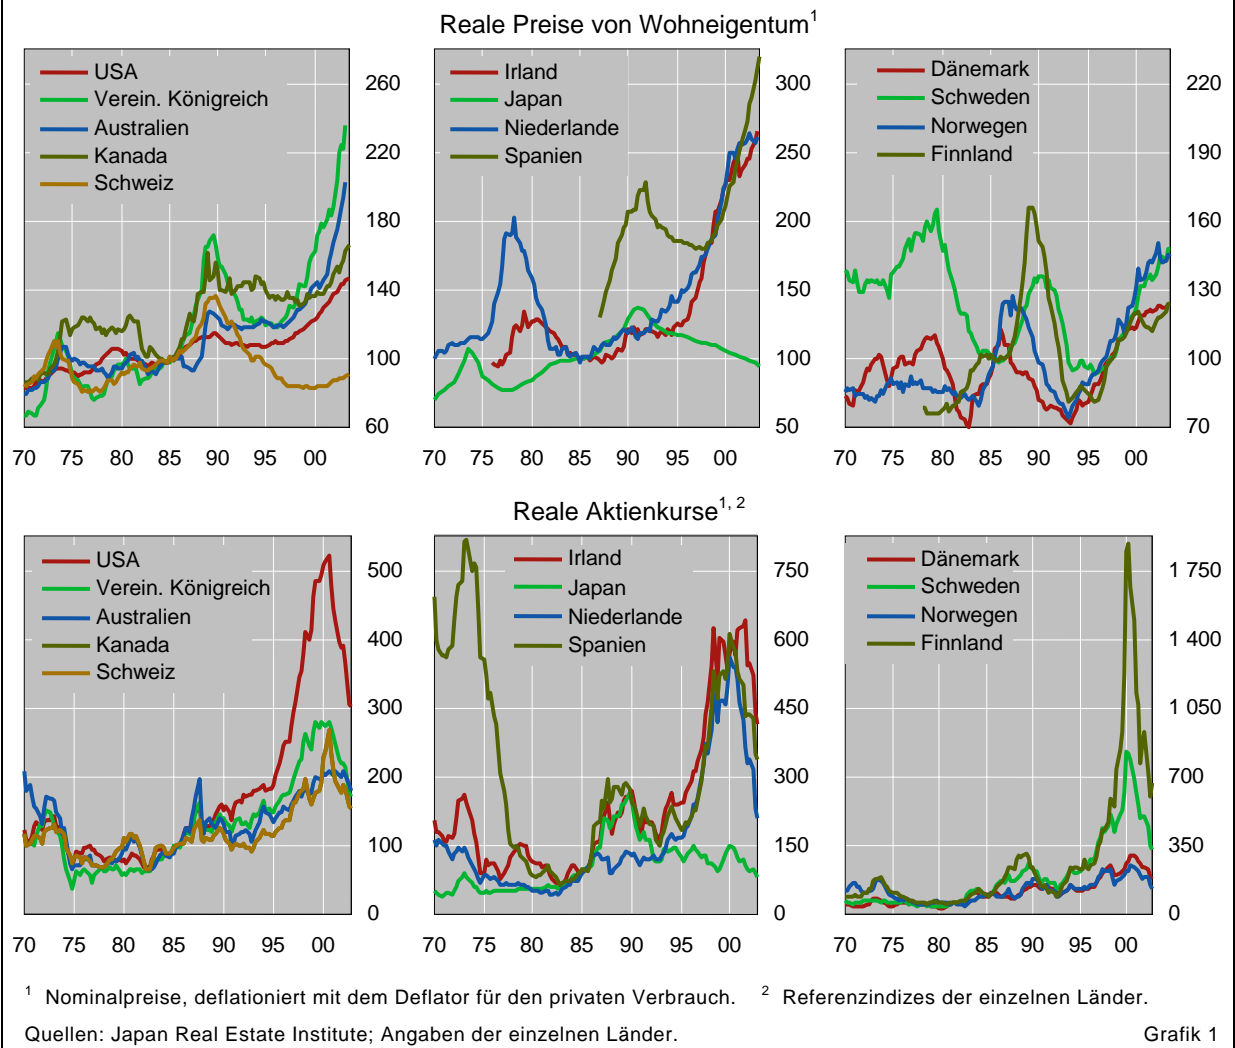 Reale Preise von Wohneigentum¹
USA
Verein. Königreich
Australien
Kanada
Schweiz
260
220
180
140
100
60
70 75 80 85 90 95 00
Irland
Japan
Niederlande
Spanien
300
250
200
150
100
50
70 75 80 85 90 95 00
Dänemark
Schweden
Norwegen
Finnland
220
190
160
130
100
70
70 75 80 85 90 95 00
Reale Aktienkurse¹, ²
USA
Verein. Königreich
Australien
Kanada
Schweiz
500
400
300
200
100
0
70 75 80 85 90 95 00
Irland
Japan
Niederlande
Spanien
750
600
450
300
150
0
70 75 80 85 90 95 00
Dänemark
Schweden
Norwegen
Finnland
1 750
1 400
1 050
700
350
0
70 75 80 85 90 95 00
¹ Nominalpreise, deflationiert mit dem Deflator für den privaten Verbrauch. ² Referenzindizes der einzelnen Länder.
Quellen: Japan Real Estate Institute; Angaben der einzelnen Länder. Grafik 1